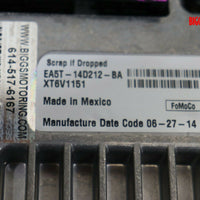 Scrap if Dropped
EA5T-14D212-BA
XT6V1151
Made in Mexico
FoMoCo
Manufacture Date Code 06-27-14
WWW.BIGGSMOTORING.COM
614-517-6167